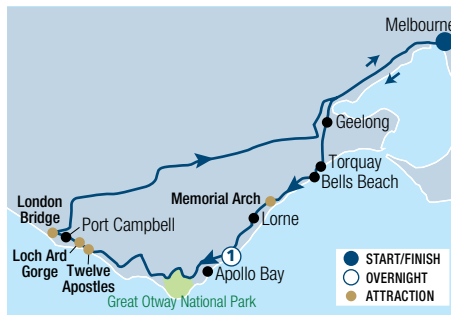 Melbourne
Geelong
Torquay
Bells Beach
Memorial Arch
London
Bridge
Port Campbell
Lorne
Loch Ard
Gorge
Twelve
Apostles
1
Apollo Bay
Great Otway National Park
START/FINISH
OVERNIGHT
ATTRACTION